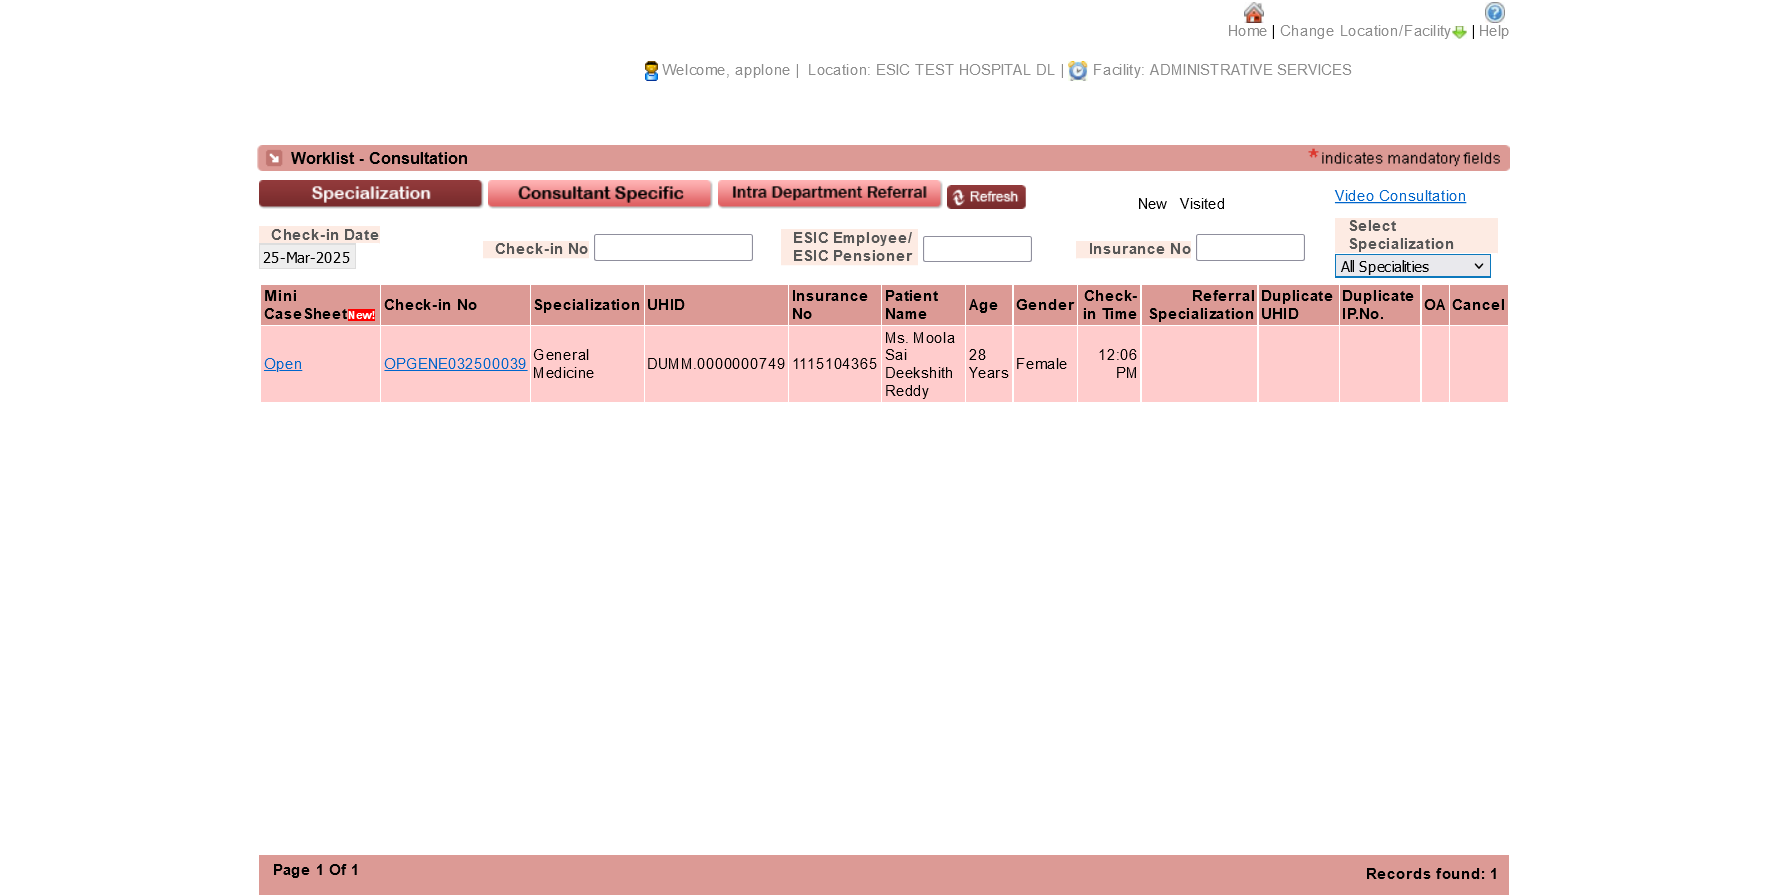 Home | Change Location/Facility | Help
Welcome, applone | Location: ESIC TEST HOSPITAL DL | Facility: ADMINISTRATIVE SERVICES
Worklist - Consultation
*indicates mandatory fields
Specialization
Consultant Specific
Intra Department Referral
Refresh
New Visited
Video Consultation
Check-in Date
25-Mar-2025
Check-in No
ESIC Employee/
ESIC Pensioner
Insurance No
Select
Specialization
All Specialities
Mini
CaseSheet New!
Check-in No
Specialization
UHID
Insurance
No
Patient
Name
Age
Gender
Check-
in Time
Referral
Specialization
Duplicate
UHID
Duplicate
IP.No.
OA
Cancel
Open
OPGENE032500039
General
Medicine
DUMM.0000000749
1115104365
Ms. Moola
Sai
Deekshith
Reddy
28
Years
Female
12:06
PM
Page 1 Of 1
Records found: 1